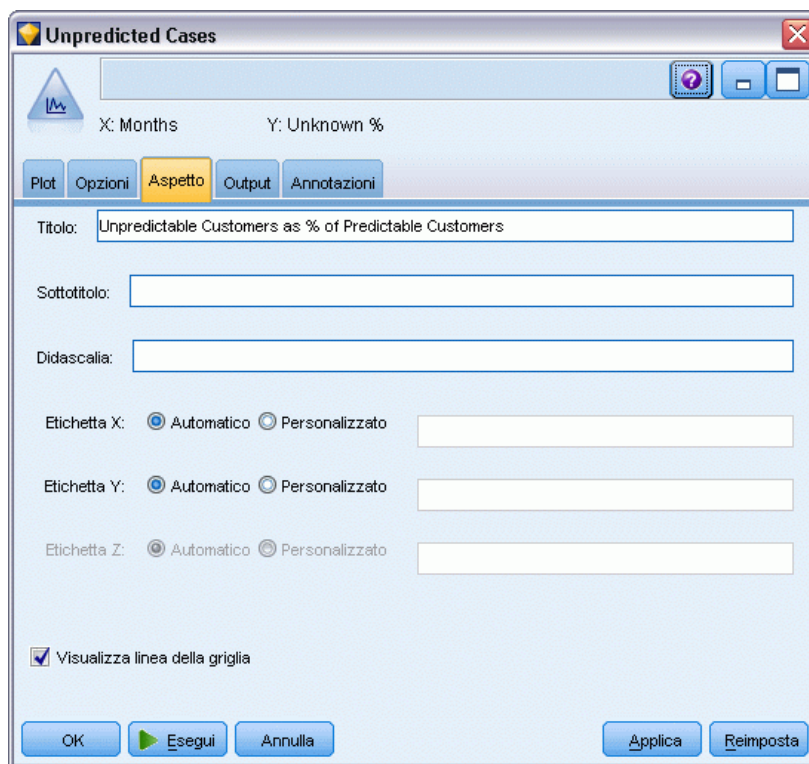 Unpredicted Cases
X: Months Y: Unknown %
Plot Opzioni Aspetto Output Annotazioni
Titolo: Unpredictable Customers as % of Predictable Customers
Sottotitolo:
Didascalia:
Etichetta X: Automatico Personalizzato
Etichetta Y: Automatico Personalizzato
Etichetta Z: Automatico Personalizzato
Visualizza linea della griglia
OK Esegui Annulla Applica Reimposta